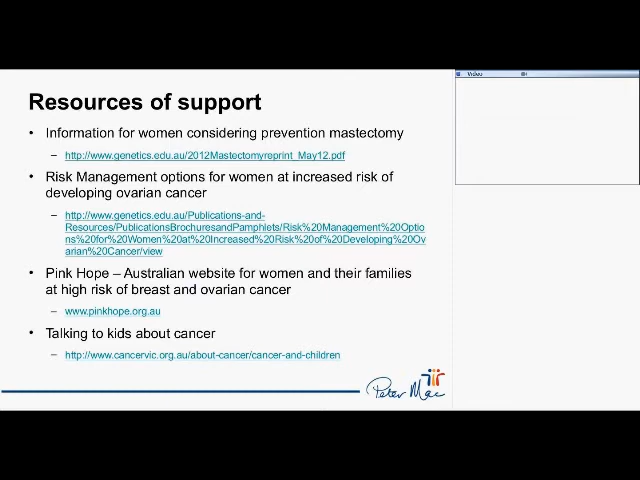 Video
Resources of support
• Information for women considering prevention mastectomy
– http://www.genetics.edu.au/2012Mastectomyreprint_May12.pdf
• Risk Management options for women at increased risk of
developing ovarian cancer
– http://www.genetics.edu.au/Publications-and-
Resources/PublicationsBrochuresandPamphlets/Risk%20Management%20Optio
ns%20for%20Women%20at%20Increased%20Risk%20of%20Developing%20Ov
arian%20Cancer/view
• Pink Hope – Australian website for women and their families
at high risk of breast and ovarian cancer
– www.pinkhope.org.au
• Talking to kids about cancer
– http://www.cancervic.org.au/about-cancer/cancer-and-children
Peter Mac